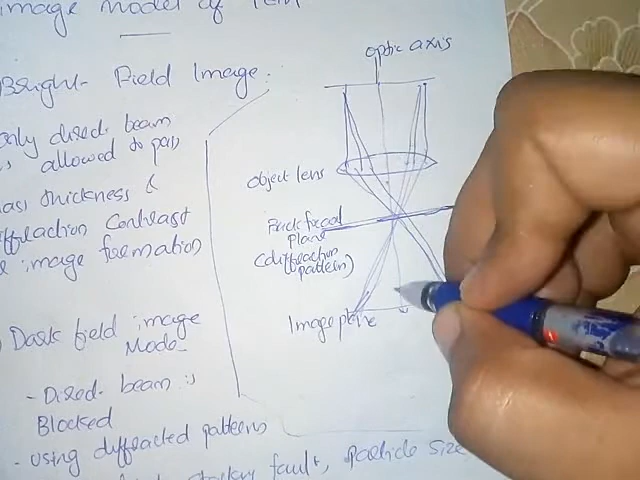 image model of TEM
Bright- Field Image:
only direct beam
allowed to pass
mass thickness &
diffraction Contrast
image formation
Dark field image
Mode-
- Direct beam is
Blocked
- using diffracted patterns
stacking fault, particle size
optic axis
Object lens
Back focal
Plane
(diffraction
pattern)
Image plane